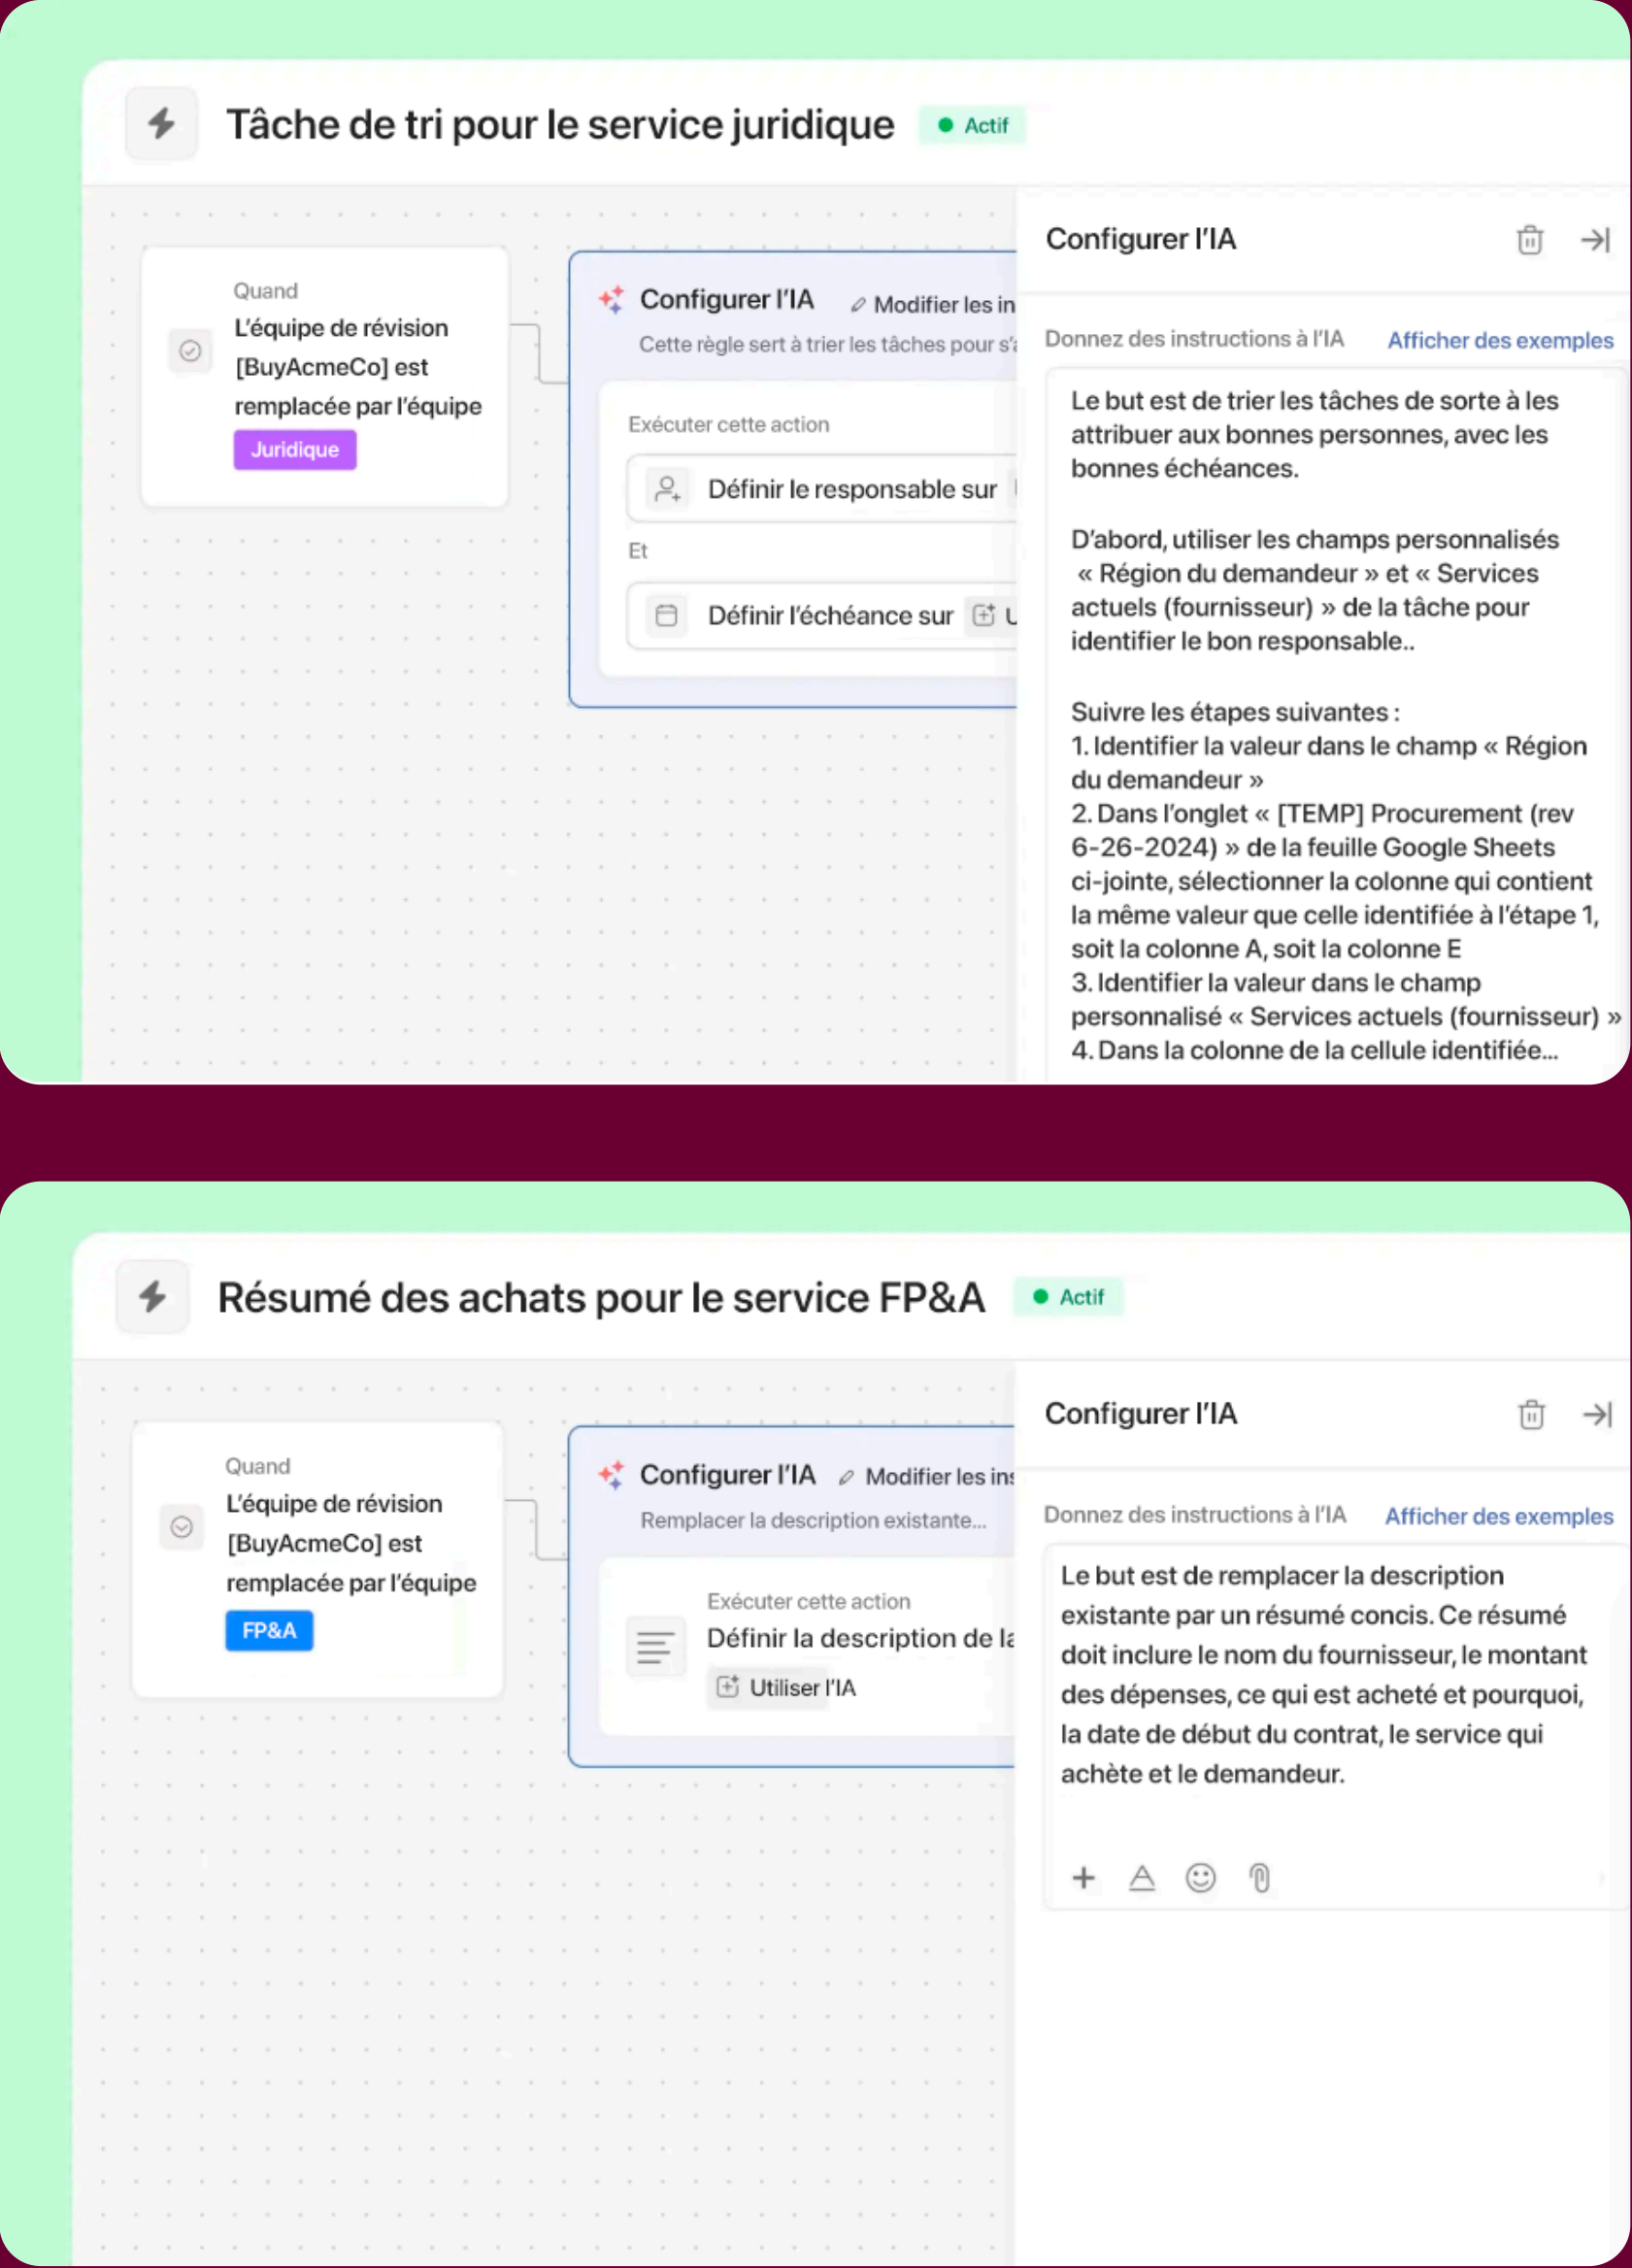 Tâche de tri pour le service juridique
Actif
Quand
L'équipe de révision
[BuyAcmeCo] est
remplacée par l'équipe
Juridique
Configurer l'IA
Modifier les in
Cette règle sert à trier les tâches pour s'a
Exécuter cette action
Définir le responsable sur
Et
Définir l'échéance sur
U
Configurer l'IA
Donnez des instructions à l'IA
Afficher des exemples
Le but est de trier les tâches de sorte à les
attribuer aux bonnes personnes, avec les
bonnes échéances.
D'abord, utiliser les champs personnalisés
« Région du demandeur » et « Services
actuels (fournisseur) » de la tâche pour
identifier le bon responsable..
Suivre les étapes suivantes :
1. Identifier la valeur dans le champ « Région
du demandeur »
2. Dans l'onglet « [TEMP] Procurement (rev
6-26-2024) » de la feuille Google Sheets
ci-jointe, sélectionner la colonne qui contient
la même valeur que celle identifiée à l'étape 1,
soit la colonne A, soit la colonne E
3. Identifier la valeur dans le champ
personnalisé « Services actuels (fournisseur) »
4. Dans la colonne de la cellule identifiée...
Résumé des achats pour le service FP&A
Actif
Quand
L'équipe de révision
[BuyAcmeCo] est
remplacée par l'équipe
FP&A
Configurer l'IA
Modifier les ins
Remplacer la description existante...
Exécuter cette action
Définir la description de la
Utiliser l'IA
Configurer l'IA
Donnez des instructions à l'IA
Afficher des exemples
Le but est de remplacer la description
existante par un résumé concis. Ce résumé
doit inclure le nom du fournisseur, le montant
des dépenses, ce qui est acheté et pourquoi,
la date de début du contrat, le service qui
achète et le demandeur.